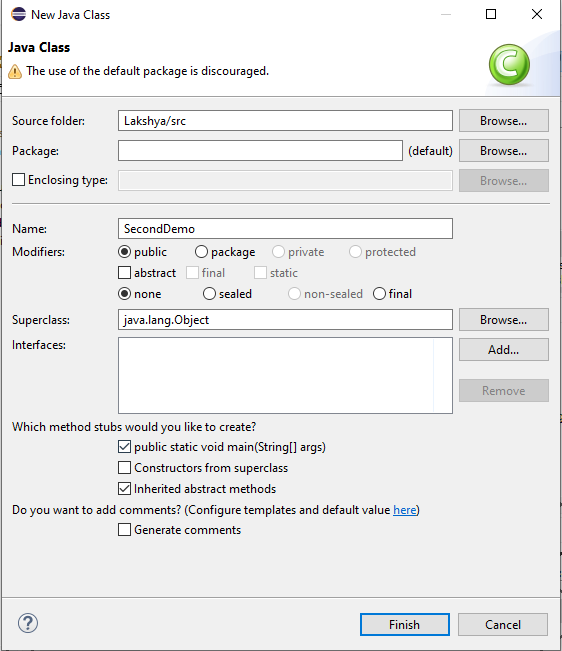 New Java Class
Java Class
The use of the default package is discouraged.
Source folder: Lakshya/src Browse...
Package: (default) Browse...
Enclosing type: Browse...
Name: SecondDemo
Modifiers: public package private protected
abstract final static
none sealed non-sealed final
Superclass: java.lang.Object Browse...
Interfaces: Add...
Remove
Which method stubs would you like to create?
public static void main(String[] args)
Constructors from superclass
Inherited abstract methods
Do you want to add comments? (Configure templates and default value here)
Generate comments
? Finish Cancel